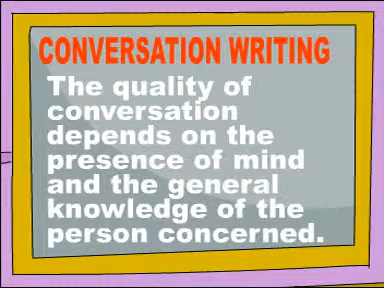 CONVERSATION WRITING
The quality of
conversation
depends on the
presence of mind
and the general
knowledge of the
person concerned.